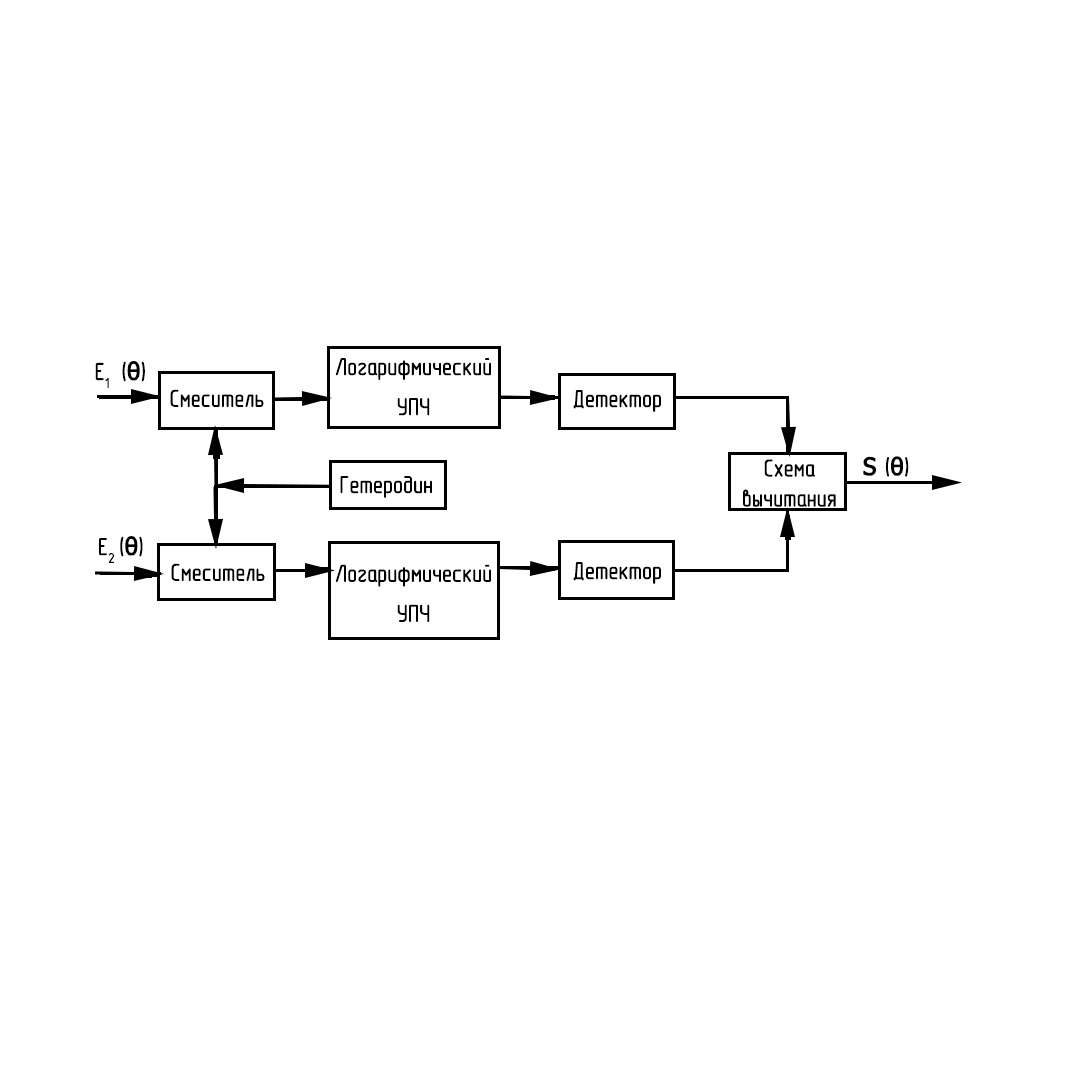 E1 (θ)
Смеситель
Логарифмический
УПЧ
Детектор
Схема
вычитания
S (θ)
Гетеродин
E2 (θ)
Смеситель
Логарифмический
УПЧ
Детектор